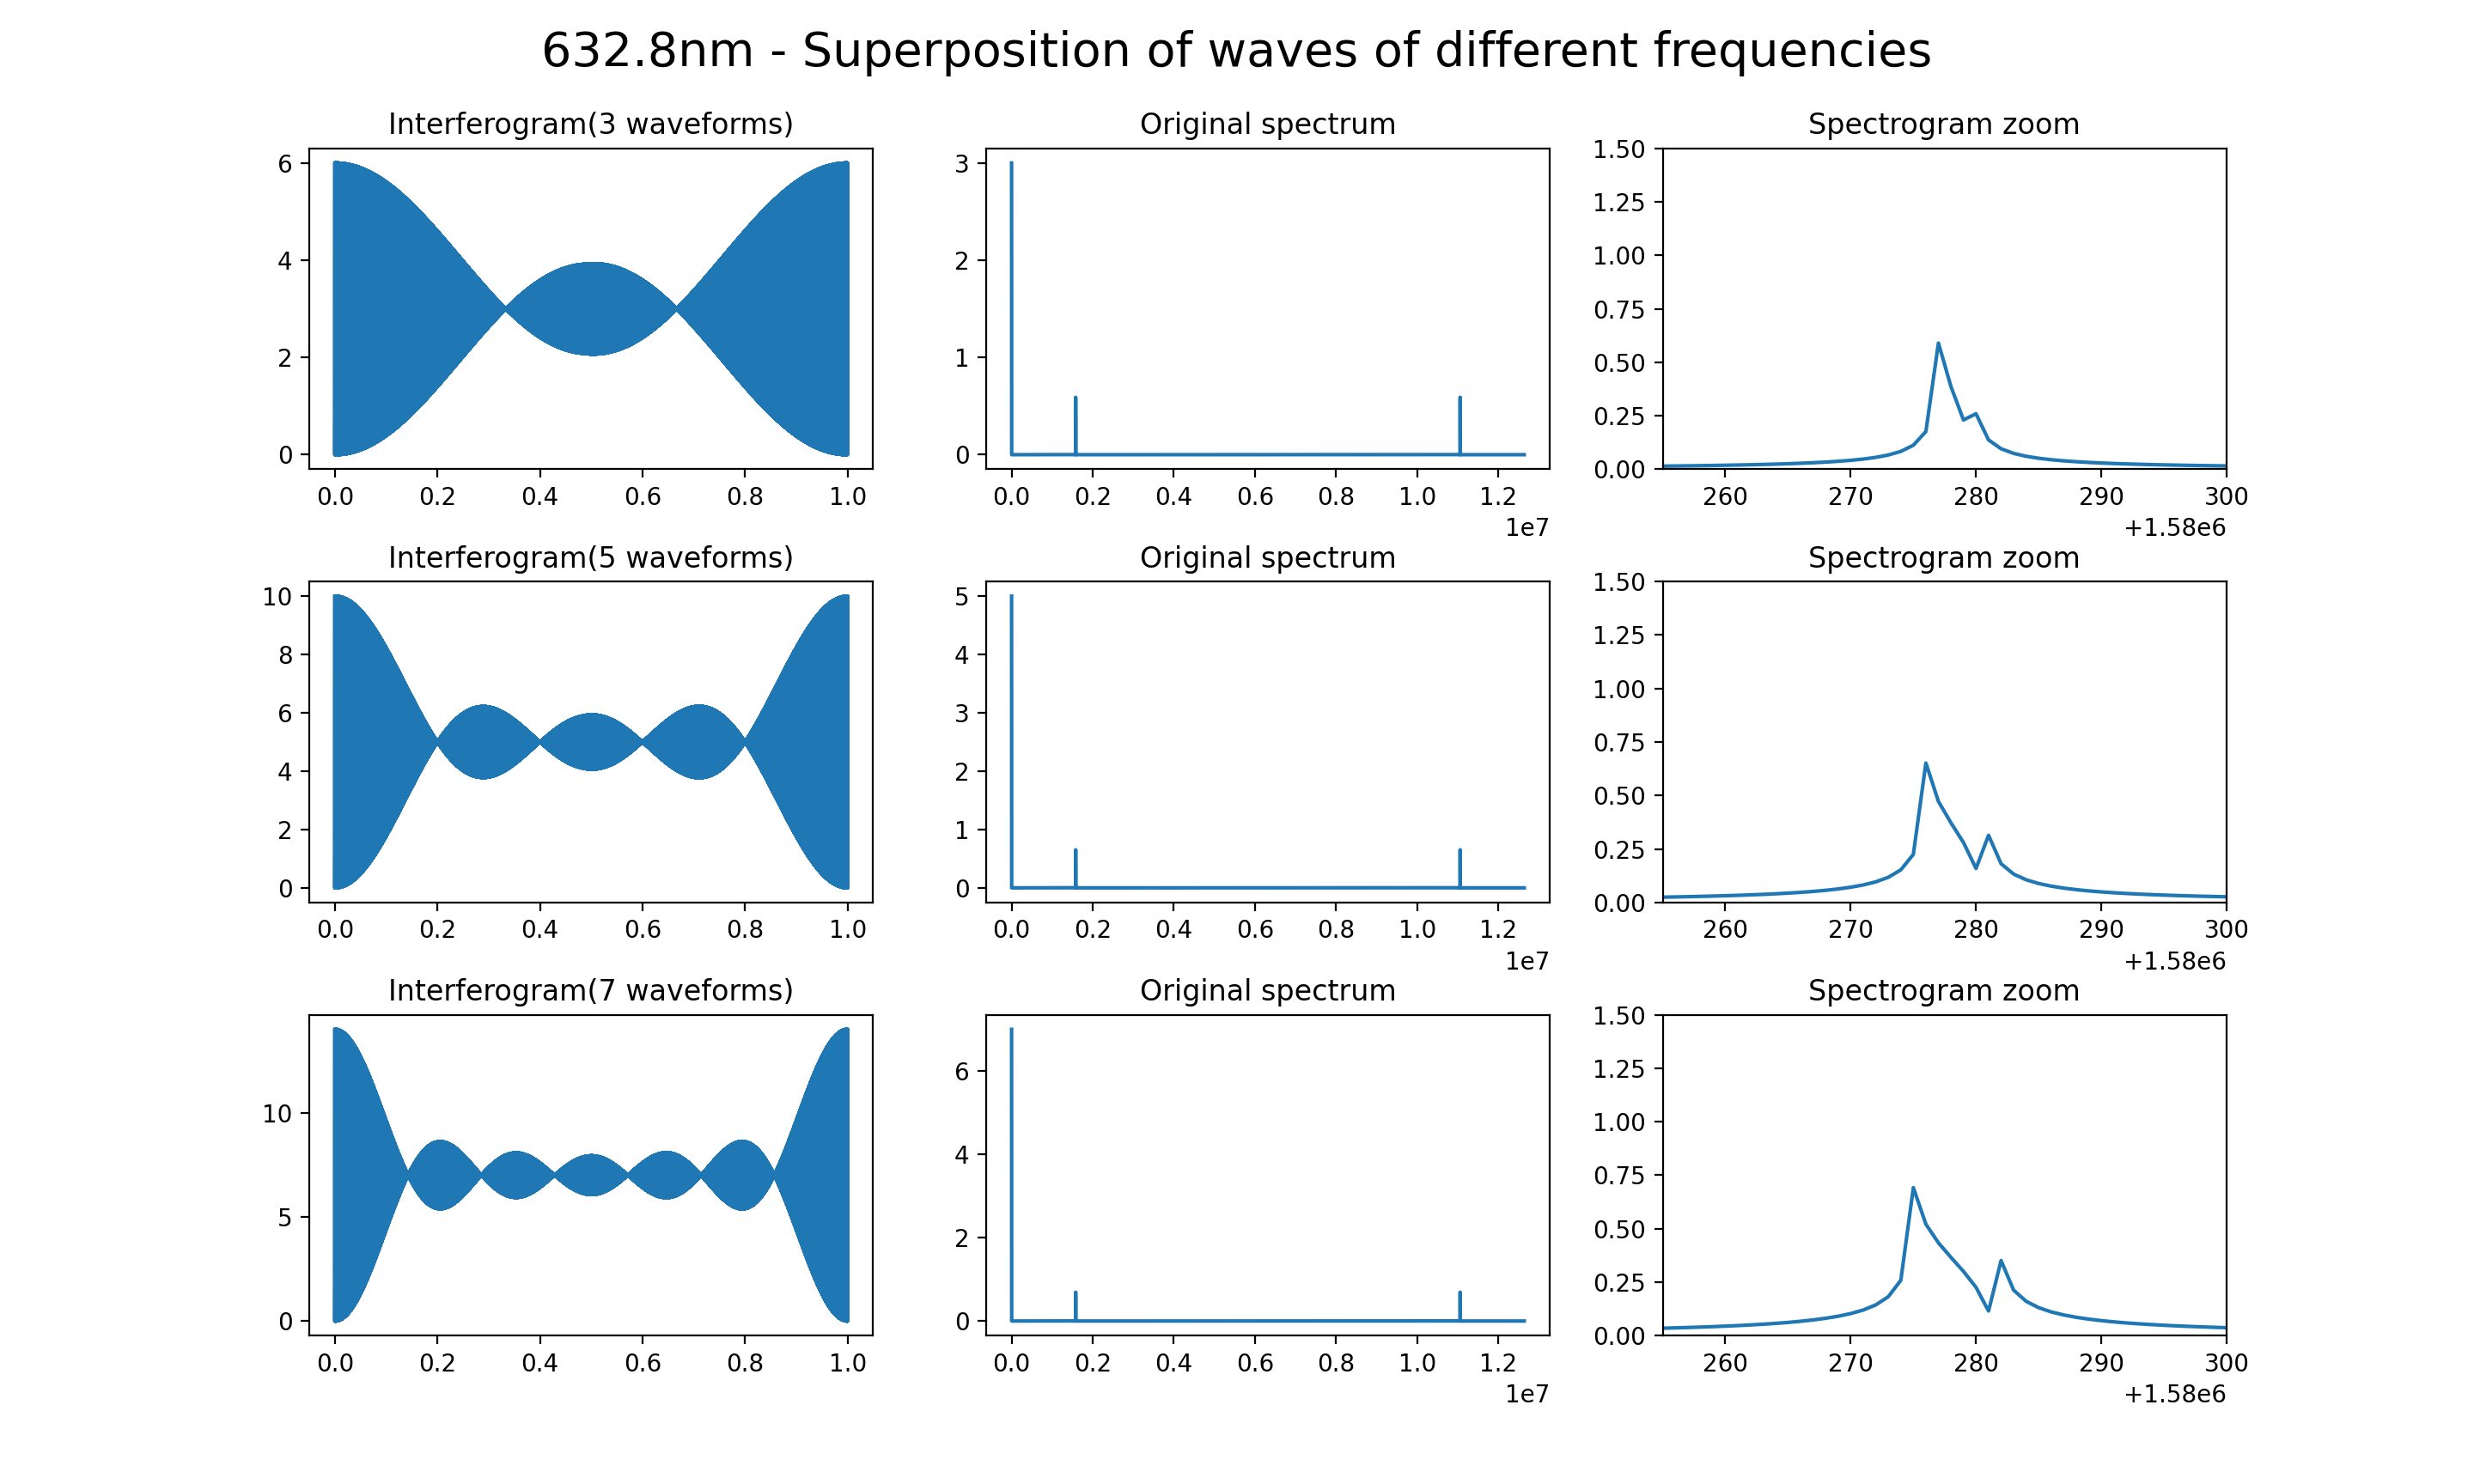 632.8nm - Superposition of waves of different frequencies
Interferogram(3 waveforms)
6
4
2
0
0.0 0.2 0.4 0.6 0.8 1.0
Original spectrum
3
2
1
0
0.0 0.2 0.4 0.6 0.8 1.0 1.2
1e7
Spectrogram zoom
1.50
1.25
1.00
0.75
0.50
0.25
0.00
260 270 280 290 300
+1.58e6
Interferogram(5 waveforms)
10
8
6
4
2
0
0.0 0.2 0.4 0.6 0.8 1.0
Original spectrum
5
4
3
2
1
0
0.0 0.2 0.4 0.6 0.8 1.0 1.2
1e7
Spectrogram zoom
1.50
1.25
1.00
0.75
0.50
0.25
0.00
260 270 280 290 300
+1.58e6
Interferogram(7 waveforms)
10
5
0
0.0 0.2 0.4 0.6 0.8 1.0
Original spectrum
6
4
2
0
0.0 0.2 0.4 0.6 0.8 1.0 1.2
1e7
Spectrogram zoom
1.50
1.25
1.00
0.75
0.50
0.25
0.00
260 270 280 290 300
+1.58e6